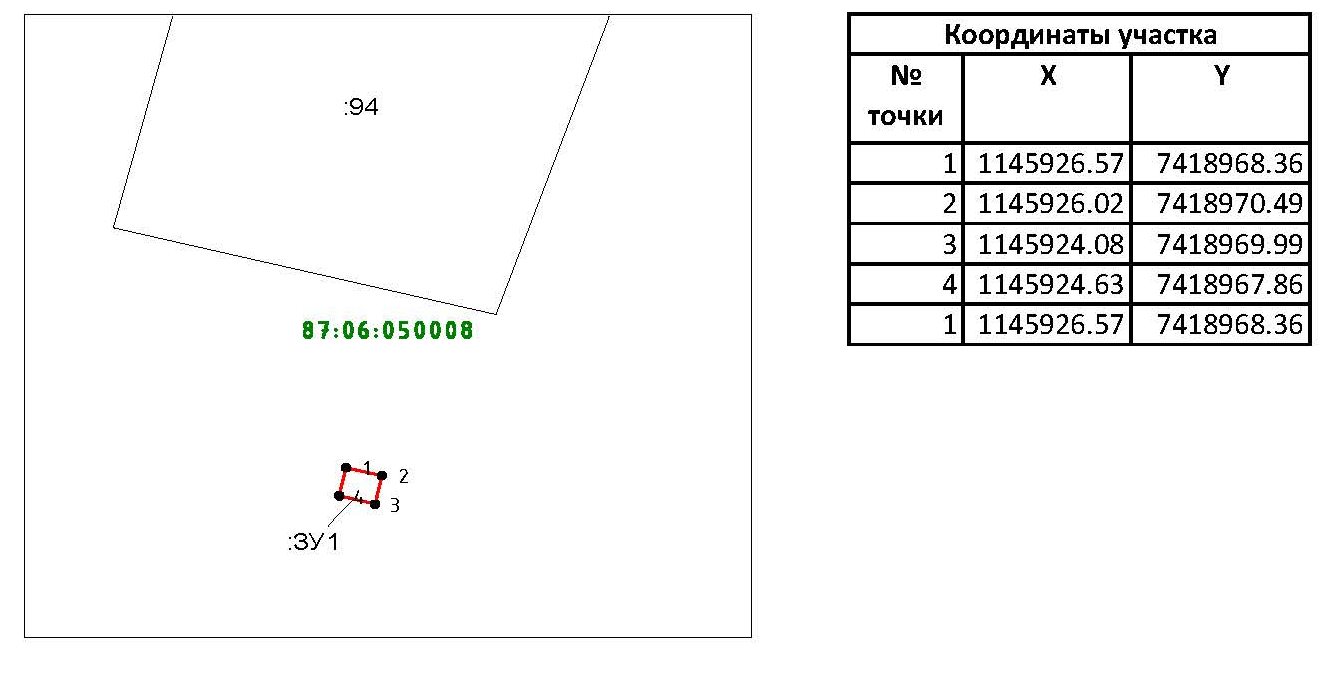 :94
87:06:050008
1
2
4
3
:ЗУ1
Координаты участка
№ точки X Y
1 1145926.57 7418968.36
2 1145926.02 7418970.49
3 1145924.08 7418969.99
4 1145924.63 7418967.86
1 1145926.57 7418968.36